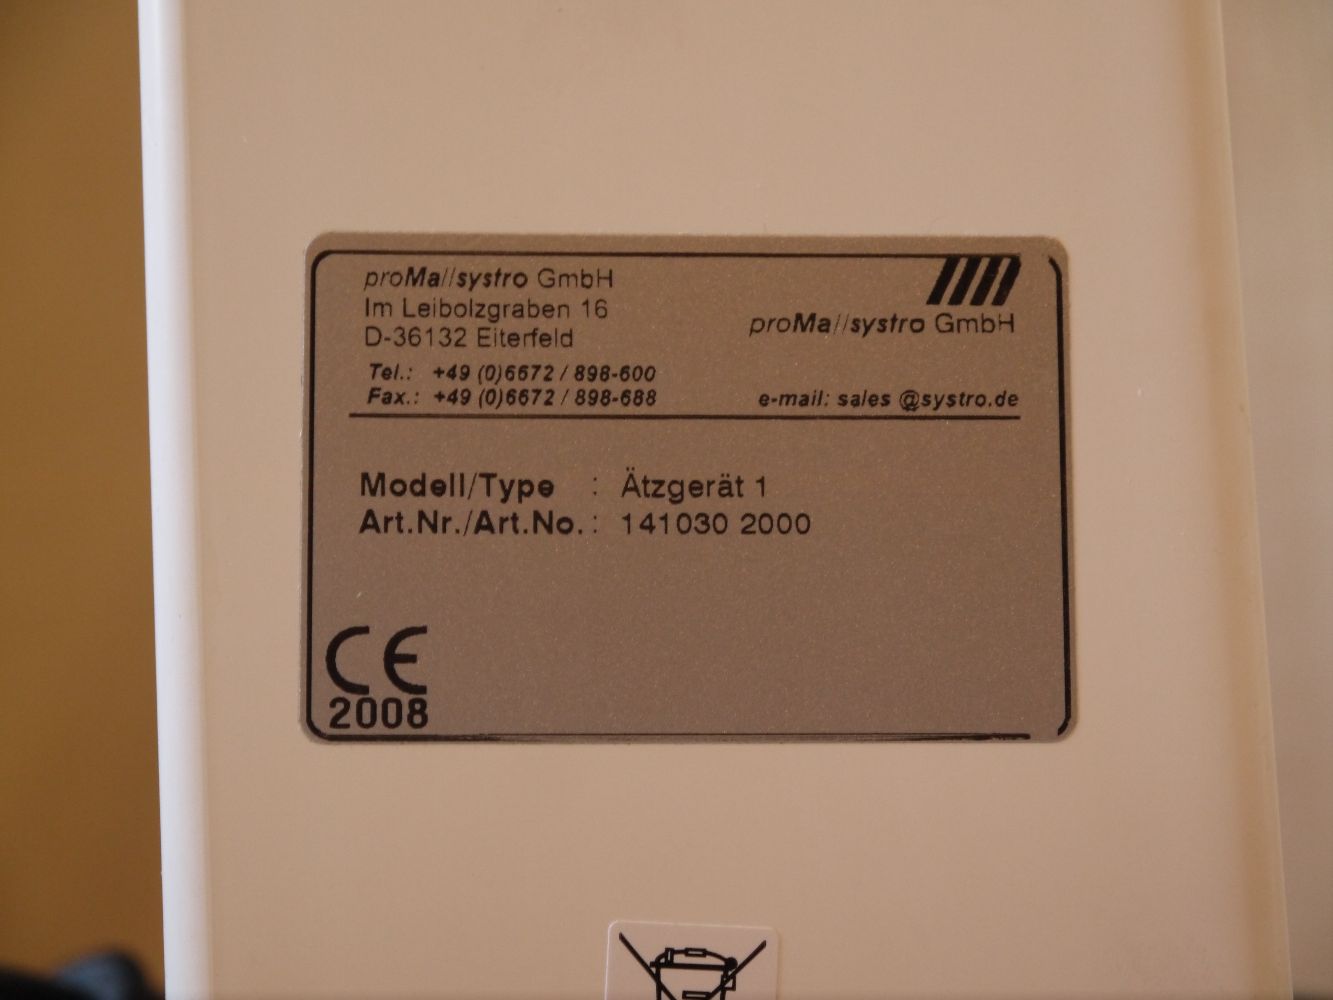 proMa//systro GmbH
Im Leibolzgraben 16
D-36132 Eiterfeld
Tel.: +49 (0)6672 / 898-600
Fax.: +49 (0)6672 / 898-688
proMa//systro GmbH
e-mail: sales @systro.de
Modell/Type : Ätzgerät 1
Art.Nr./Art.No. : 141030 2000
CE
2008